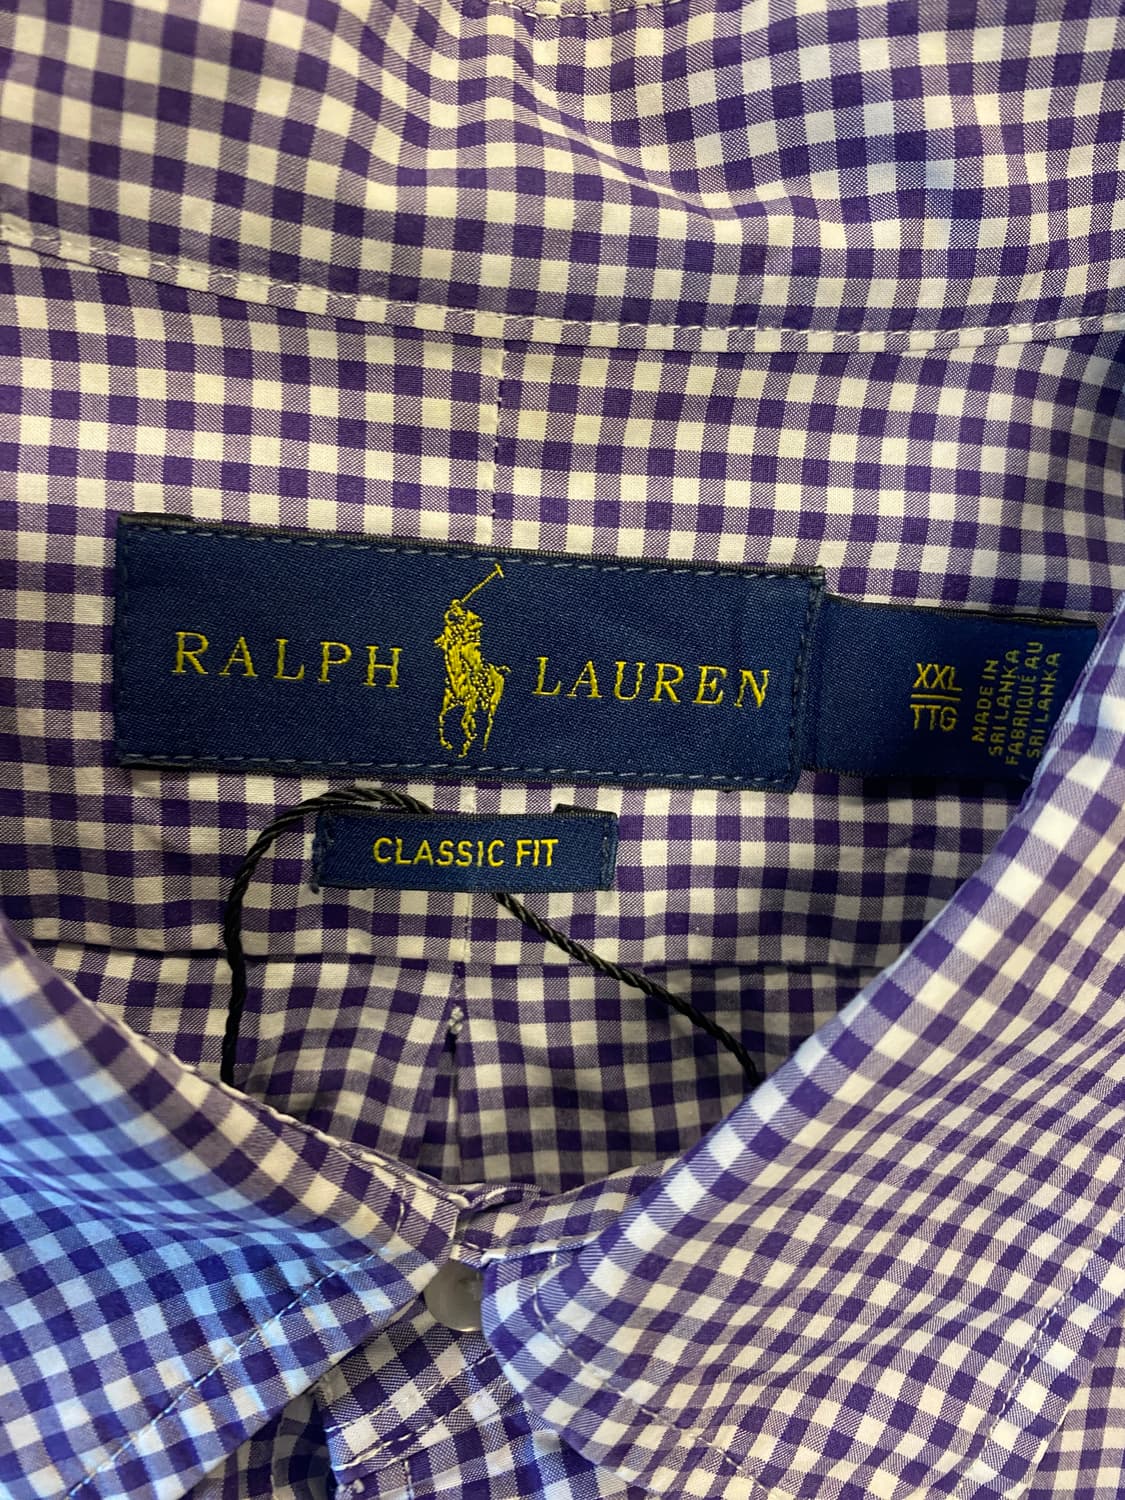 RALPH LAUREN
XXL
TTG
MADE IN
SRI LANKA
FABRIQUE AU
SRI LANKA
CLASSIC FIT